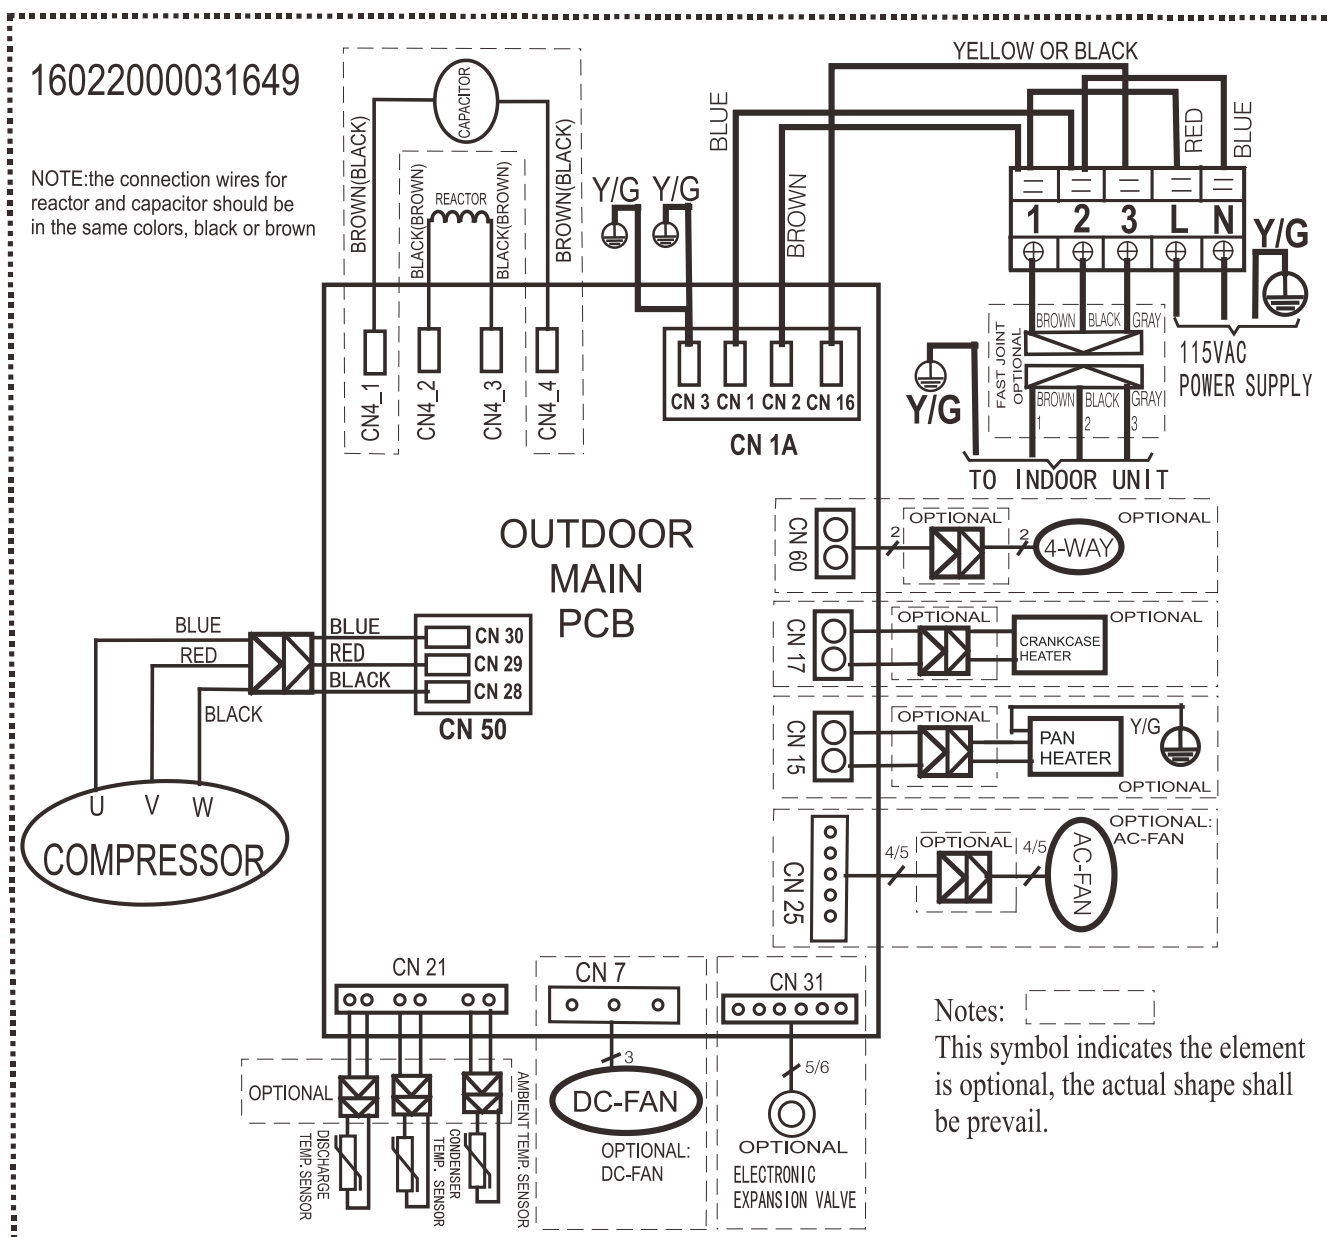 16022000031649
NOTE:the connection wires for
reactor and capacitor should be
in the same colors, black or brown
CAPACITOR
BROWN(BLACK)
BLACK(BROWN)
REACTOR
BLACK(BROWN)
BROWN(BLACK)
CN4_1
CN4_2
CN4_3
CN4_4
Y/G
Y/G
YELLOW OR BLACK
BLUE
BROWN
RED
BLUE
1 2 3 L N
Y/G
CN 3 CN 1 CN 2 CN 16
CN 1A
BROWN BLACK GRAY
FAST JOINT
OPTIONAL
BROWN BLACK GRAY
1 2 3
115VAC
POWER SUPPLY
Y/G
TO INDOOR UNIT
OUTDOOR
MAIN
PCB
CN 60
2
OPTIONAL
2
4-WAY
OPTIONAL
CN 17
OPTIONAL
CRANKCASE
HEATER
OPTIONAL
CN 15
OPTIONAL
PAN
HEATER
Y/G
OPTIONAL
CN 25
4/5
OPTIONAL
4/5
AC-FAN
OPTIONAL:
AC-FAN
BLUE
RED
BLACK
BLUE
RED
BLACK
CN 30
CN 29
CN 28
CN 50
U V W
COMPRESSOR
CN 21
OPTIONAL
DISCHARGE
TEMP. SENSOR
CONDENSER
TEMP. SENSOR
AMBIENT TEMP. SENSOR
CN 7
3
DC-FAN
OPTIONAL:
DC-FAN
CN 31
5/6
OPTIONAL
ELECTRONIC
EXPANSION VALVE
Notes:
This symbol indicates the element
is optional, the actual shape shall
be prevail.